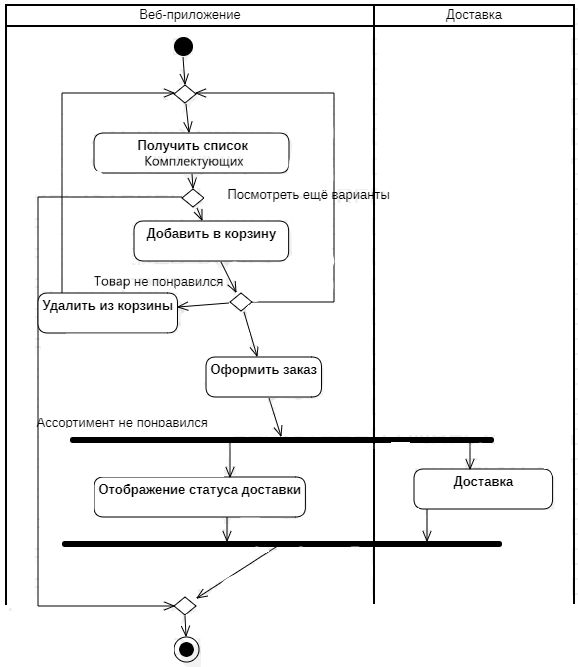 Веб-приложение
Доставка
Получить список
Комплектующих
Посмотреть ещё варианты
Добавить в корзину
Товар не понравился
Удалить из корзины
Оформить заказ
Ассортимент не понравился
Отображение статуса доставки
Доставка